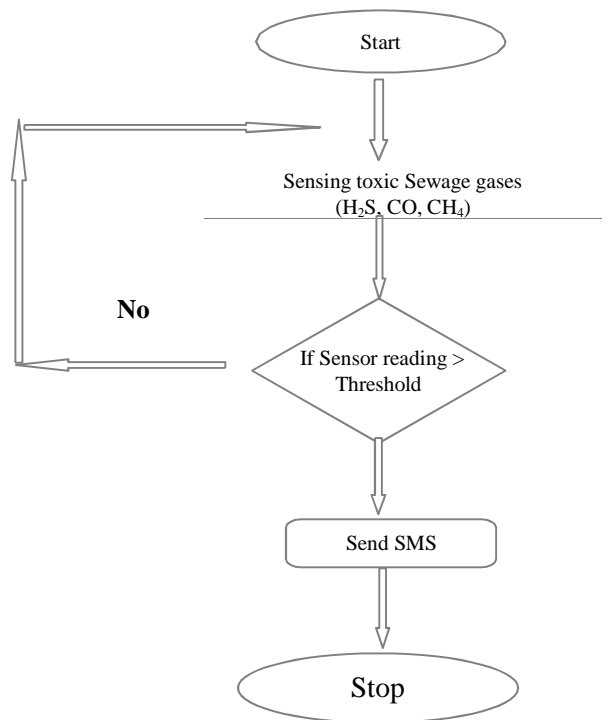 Start
Sensing toxic Sewage gases
(H₂S, CO, CH₄)
No
If Sensor reading >
Threshold
Send SMS
Stop